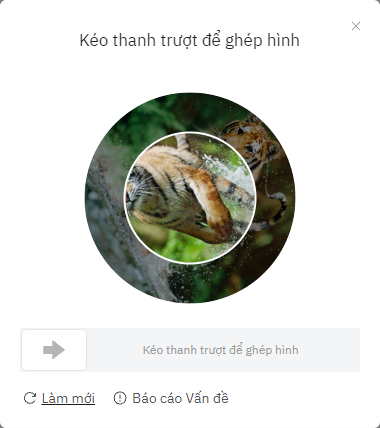 Kéo thanh trượt để ghép hình
Kéo thanh trượt để ghép hình
Làm mới
Báo cáo Vấn đề